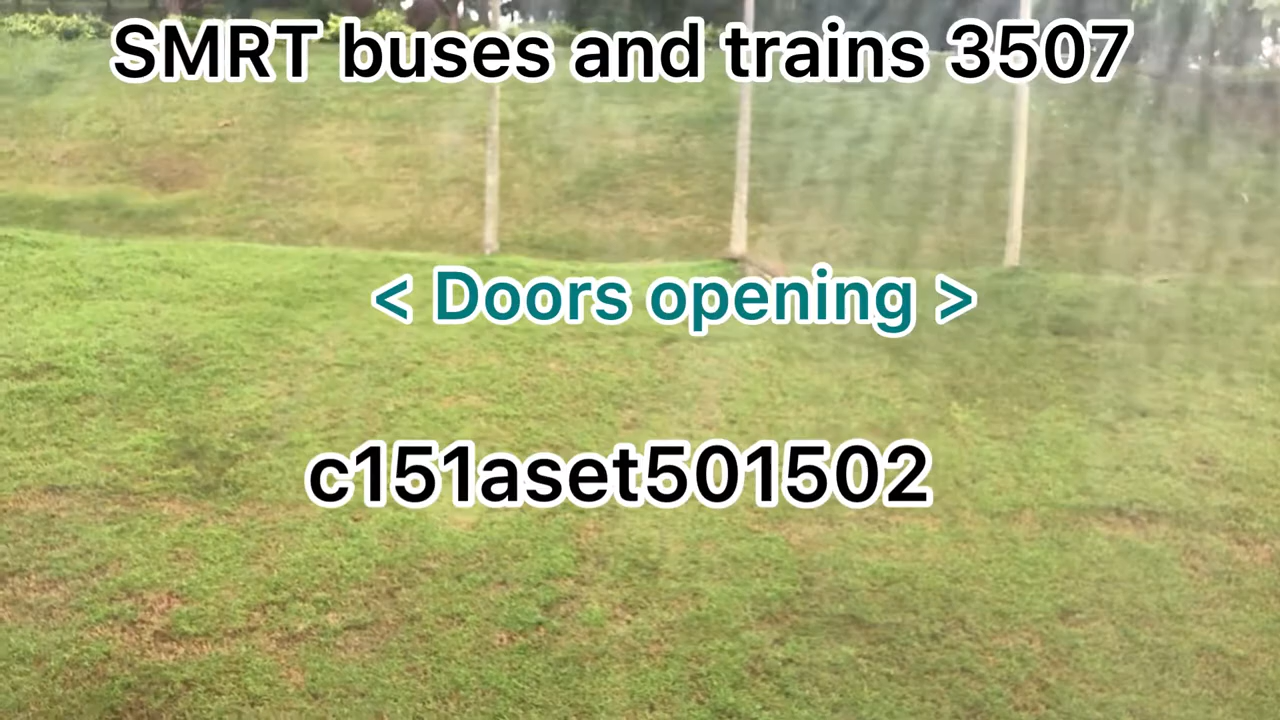 SMRT buses and trains 3507
< Doors opening >
c151aset501502